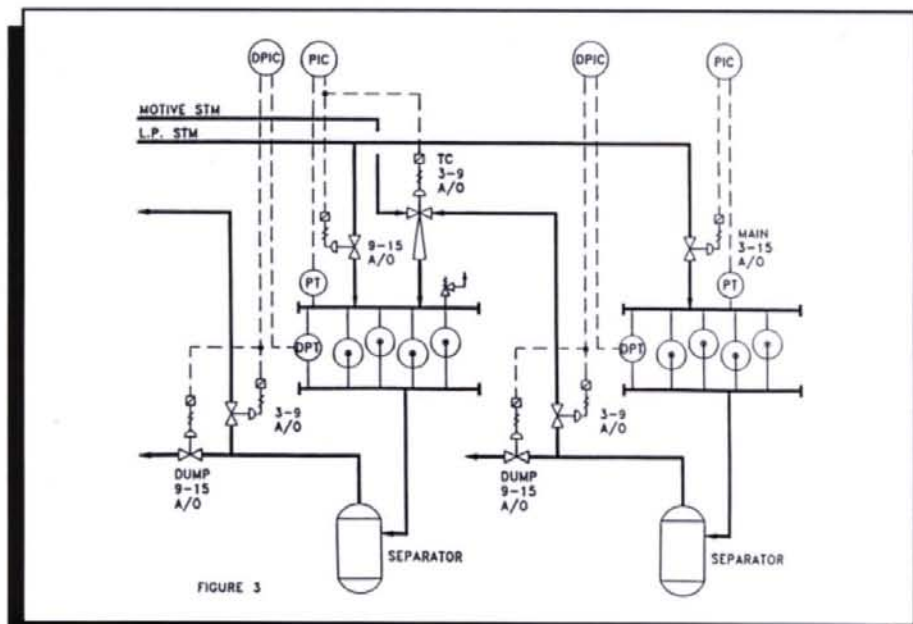 DPIC
PIC
DPIC
PIC
MOTIVE STM
L.P. STM
TC
3-9
A/O
9-15
A/O
MAIN
3-15
A/O
PT
PT
DPT
DPT
3-9
A/O
3-9
A/O
DUMP
9-15
A/O
DUMP
9-15
A/O
SEPARATOR
SEPARATOR
FIGURE 3